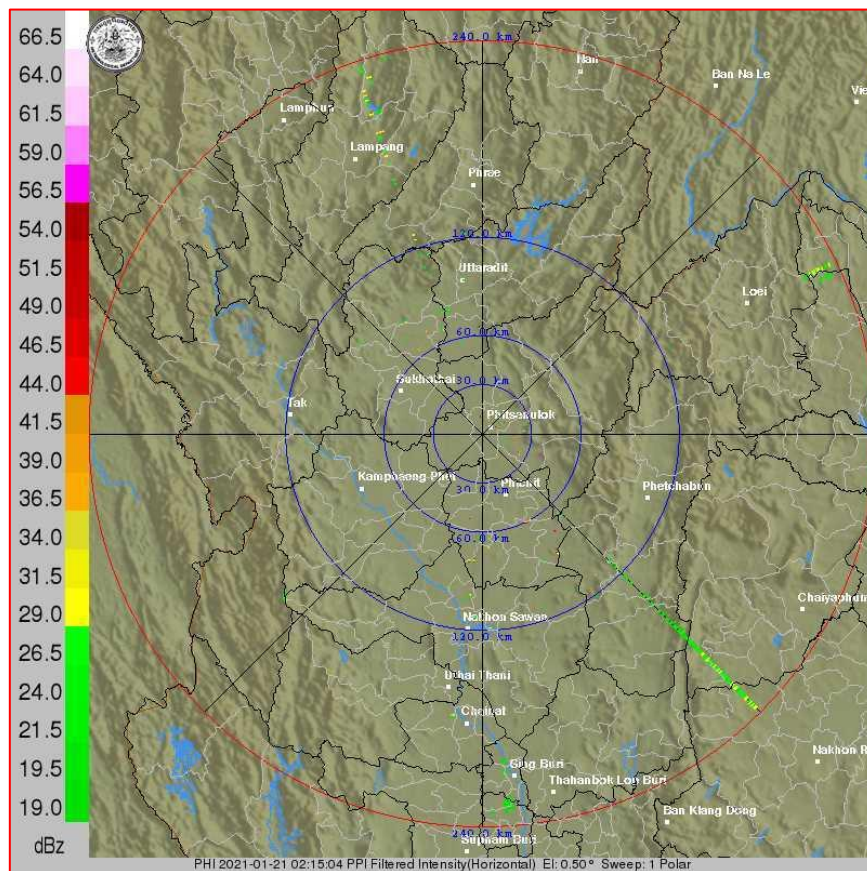 66.5
64.0
61.5
59.0
56.5
54.0
51.5
49.0
46.5
44.0
41.5
39.0
36.5
34.0
31.5
29.0
26.5
24.0
21.5
19.5
19.0
dBz
240.0 km
Nan
Ban Na Le
Vie
Lamphun
Lampang
Phrae
120.0 km
Uttaradit
Loei
60.0 km
30.0 km
Sukhothai
Tak
Phitsanulok
Kamphaeng-Phet
30.0 km
Phichit
Phetchabun
60.0 km
Chaiyaphum
Nakhon Sawan
120.0 km
Uthai Thani
Chainat
Sing Buri
Nakhon R
Thahanbok Lop Buri
Ban Klang Dong
240.0 km
Suphan Buri
PHI 2021-01-21 02:15:04 PPI Filtered Intensity(Horizontal) El: 0.50° Sweep: 1 Polar